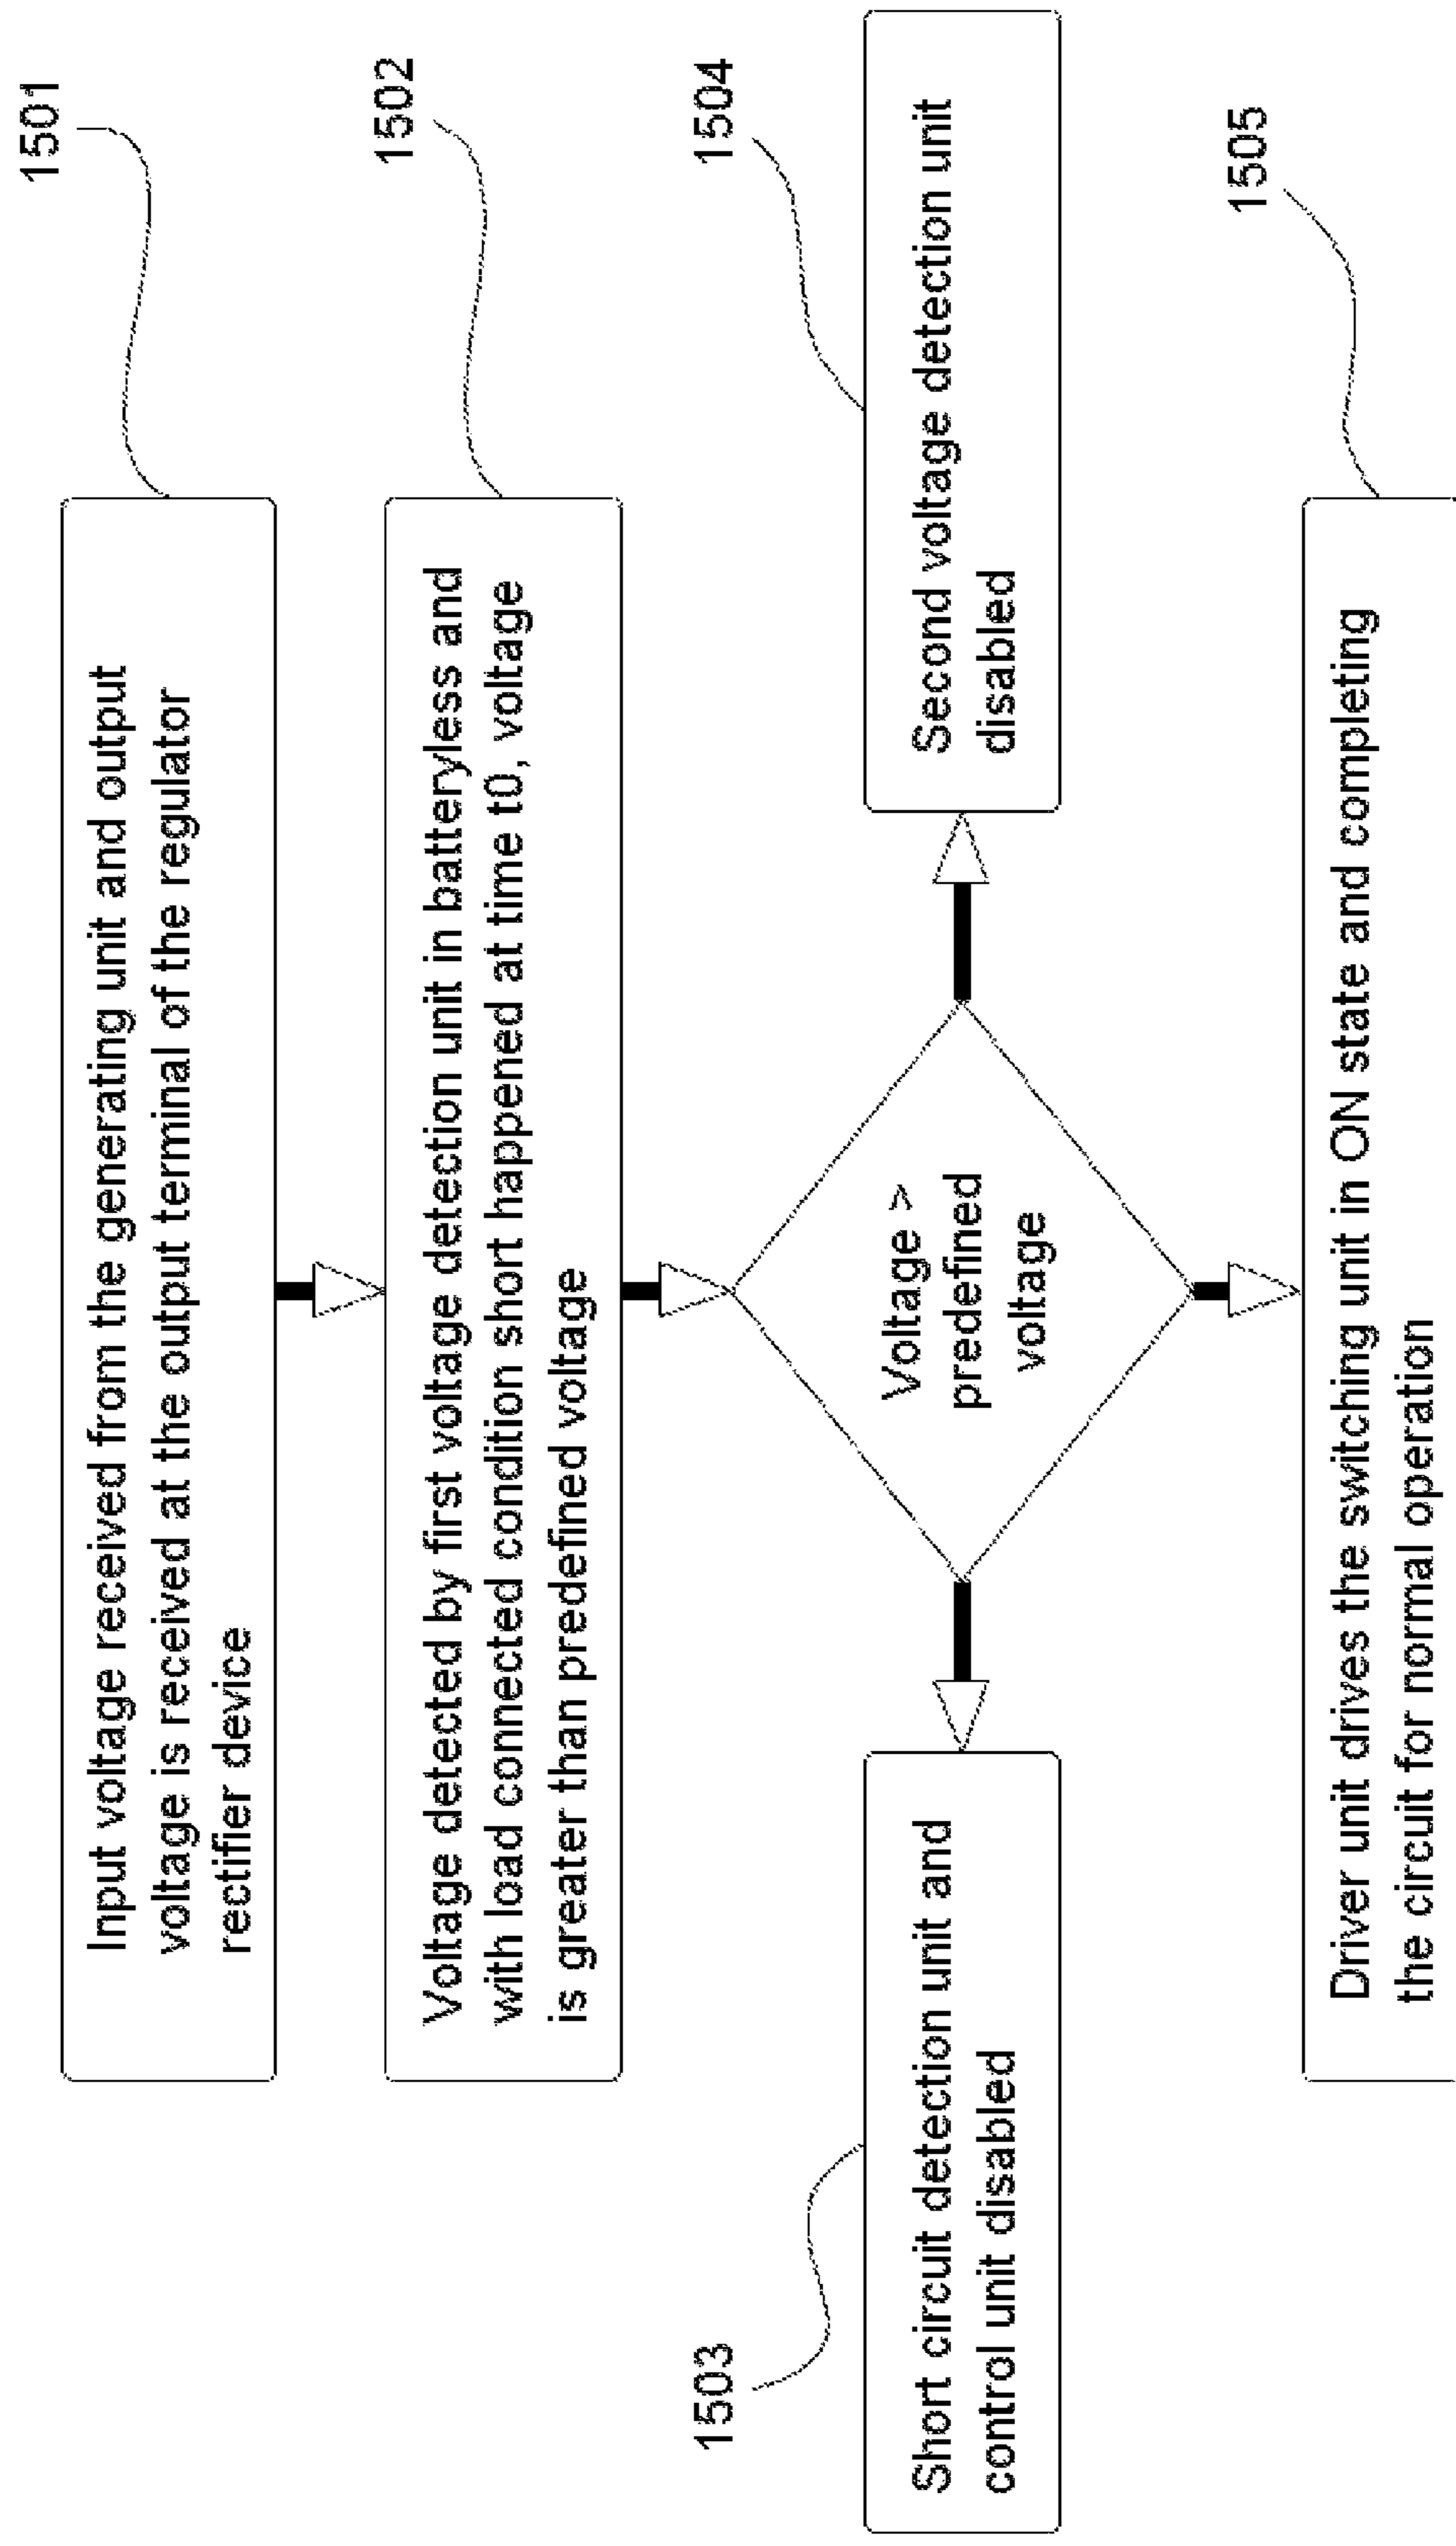 1501
Input voltage received from the generating unit and output
voltage is received at the output terminal of the regulator
rectifier device
1502
Voltage detected by first voltage detection unit in batteryless and
with load connected condition short happened at time t0, voltage
is greater than predefined voltage
1503
1504
Short circuit detection unit and
control unit disabled
Voltage >
predefined
voltage
Second voltage detection unit
disabled
1505
Driver unit drives the switching unit in ON state and completing
the circuit for normal operation